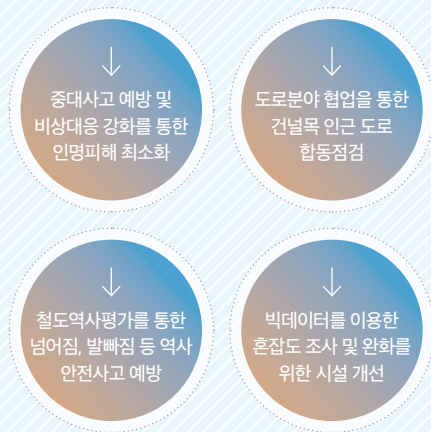 중대사고 예방 및
비상대응 강화를 통한
인명피해 최소화
도로분야 협업을 통한
건널목 인근 도로
합동점검
철도역사평가를 통한
넘어짐, 발빠짐 등 역사
안전사고 예방
빅데이터를 이용한
혼잡도 조사 및 완화를
위한 시설 개선